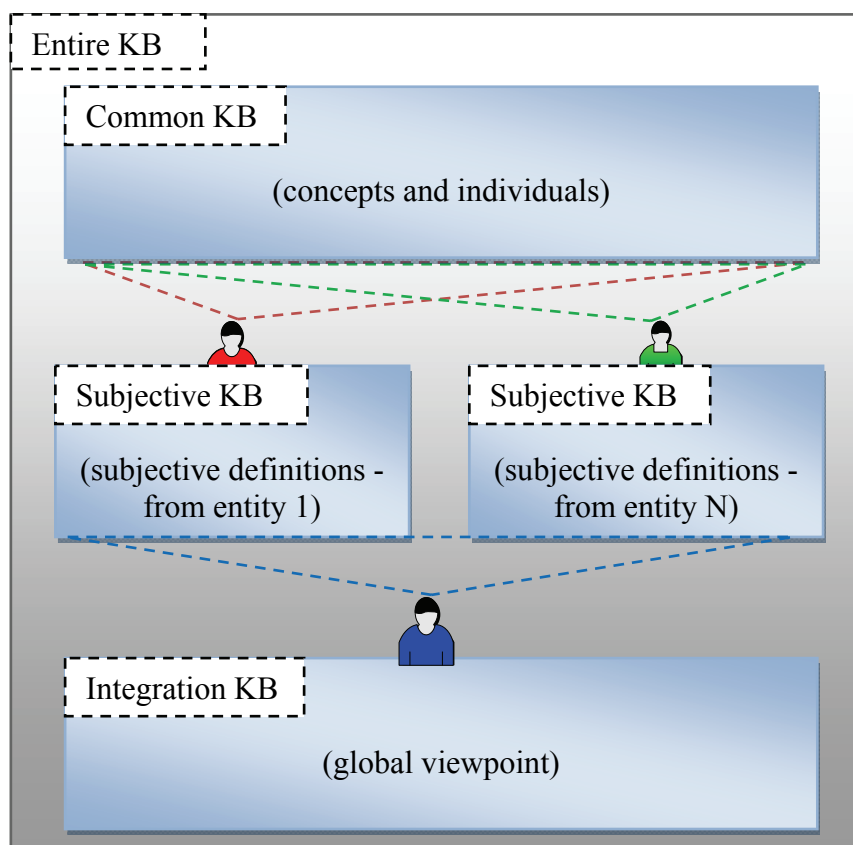 Entire KB
Common KB
(concepts and individuals)
Subjective KB
(subjective definitions -
from entity 1)
Subjective KB
(subjective definitions -
from entity N)
Integration KB
(global viewpoint)